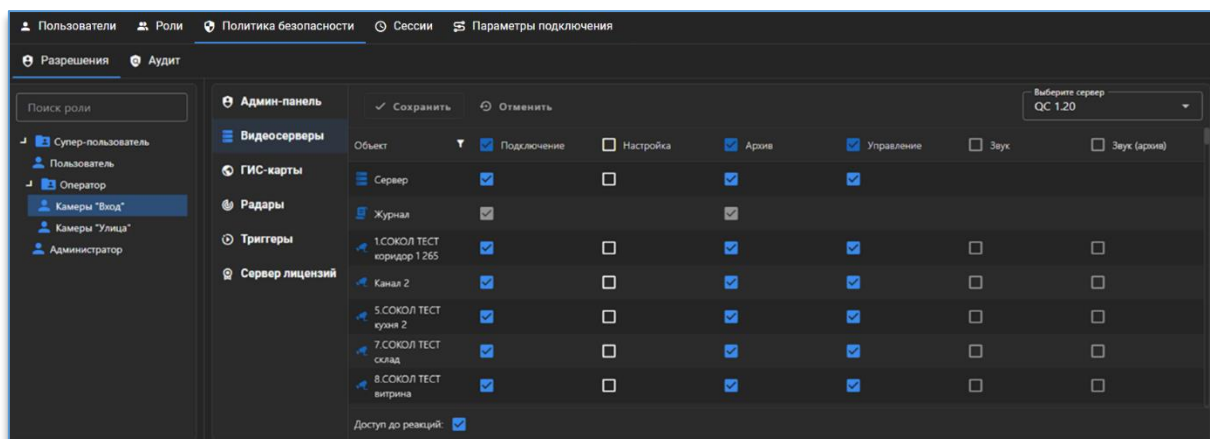 Пользователи Роли Политика безопасности Сессии Параметры подключения
Разрешения Аудит
Поиск роли
Супер-пользователь
Пользователь
Оператор
Камеры "Вход"
Камеры "Улица"
Администратор
Админ-панель
Видеосерверы
ГИС-карты
Радары
Триггеры
Сервер лицензий
Сохранить Отменить
Выберите сервер
QC 1.20
Объект Подключение Настройка Архив Управление Звук Звук (архив)
Сервер
Журнал
1.СОКОЛ ТЕСТ
коридор 1 265
Канал 2
5.СОКОЛ ТЕСТ
кухня 2
7.СОКОЛ ТЕСТ
склад
8.СОКОЛ ТЕСТ
витрина
Доступ до реакций: